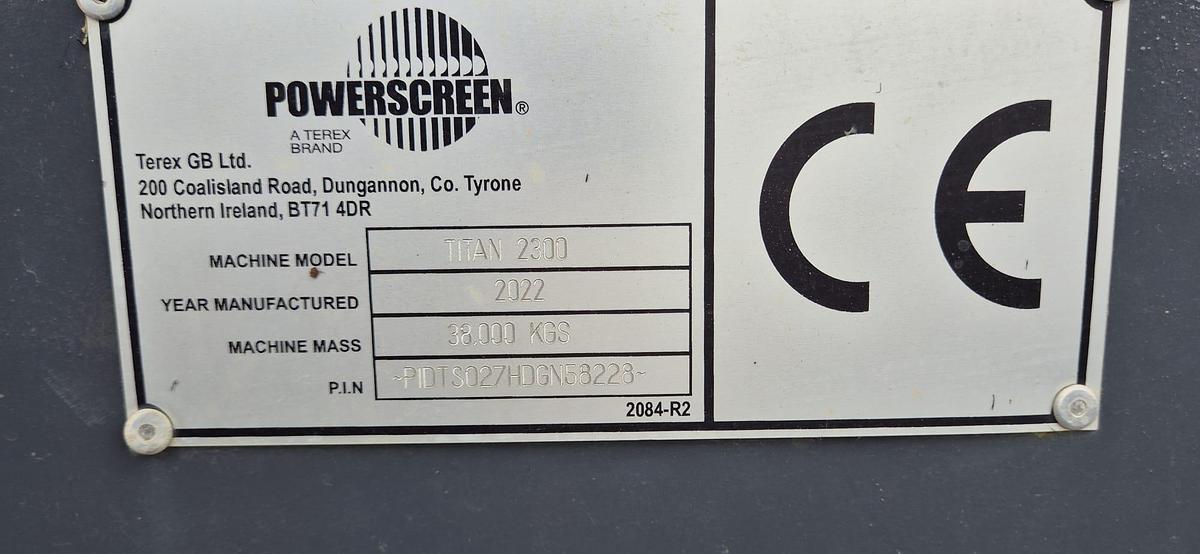 POWERSCREEN®
A TEREX
BRAND
Terex GB Ltd.
200 Coalisland Road, Dungannon, Co. Tyrone
Northern Ireland, BT71 4DR
MACHINE MODEL TITAN 2300
YEAR MANUFACTURED 2022
MACHINE MASS 38,000 KGS
P.I.N ~PIDTS027HDGN58228~
2084-R2
CE